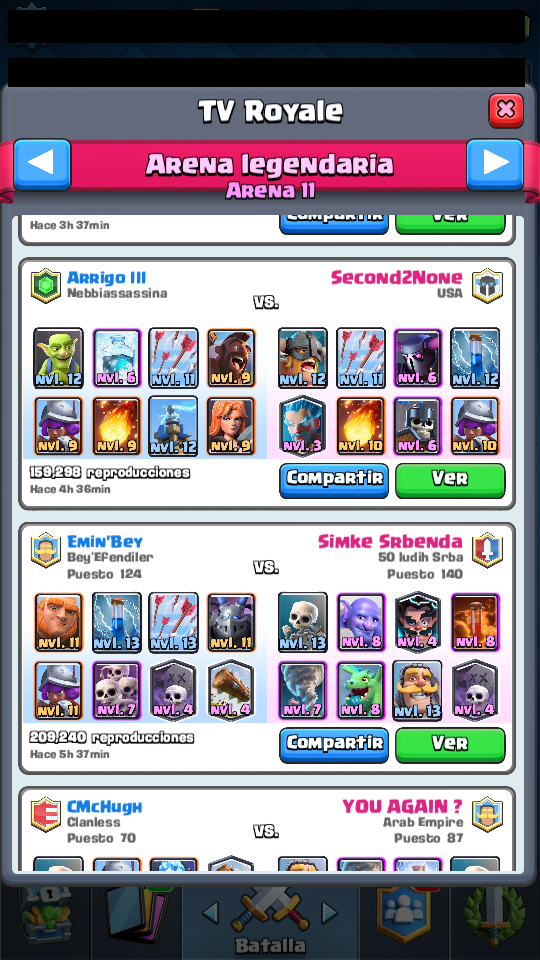 TV Royale
Arena legendaria
Arena 11
Hace 3h 37min
Compartir
Ver
Arrigo III
Nebbiassassina
vs.
Second2None
USA
Nvl. 12 Nvl. 6 Nvl. 11 Nvl. 9
Nvl. 12 Nvl. 11 Nvl. 6 Nvl. 12
Nvl. 9 Nvl. 9 Nvl. 12 Nvl. 9
Nvl. 3 Nvl. 10 Nvl. 6 Nvl. 10
159,298 reproducciones
Hace 4h 36min
Compartir
Ver
Emin'Bey
Bey'Efendiler
Puesto 124
vs.
Simke Srbenda
50 ludih Srba
Puesto 140
Nvl. 11 Nvl. 13 Nvl. 13 Nvl. 11
Nvl. 13 Nvl. 8 Nvl. 4 Nvl. 8
Nvl. 11 Nvl. 7 Nvl. 4 Nvl. 4
Nvl. 7 Nvl. 8 Nvl. 13 Nvl. 4
209,240 reproducciones
Hace 5h 37min
Compartir
Ver
CMcHugh
Clanless
Puesto 70
vs.
YOU AGAIN ?
Arab Empire
Puesto 87
Batalla